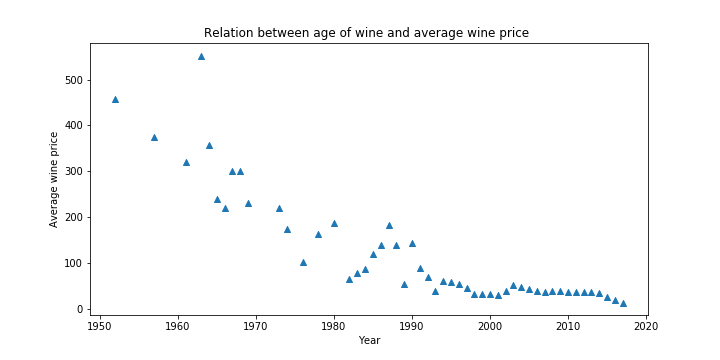 Relation between age of wine and average wine price
Average wine price
500
400
300
200
100
0
1950 1960 1970 1980 1990 2000 2010 2020
Year